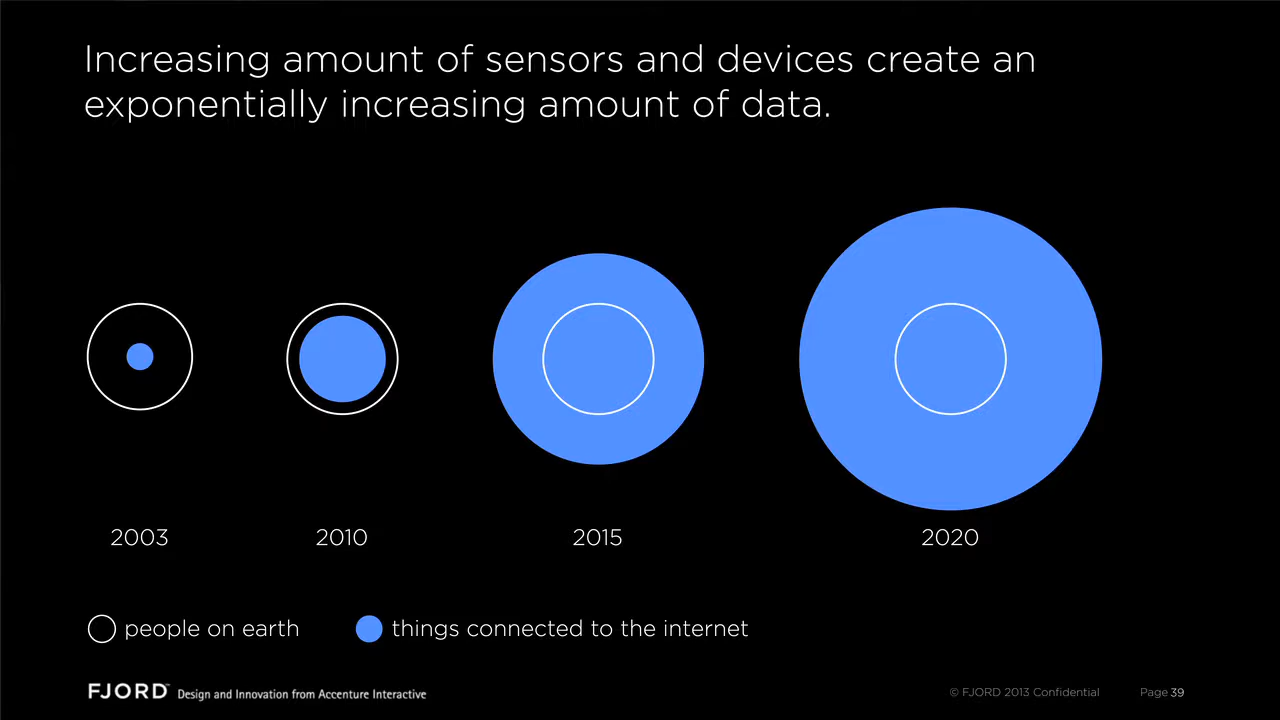 Increasing amount of sensors and devices create an
exponentially increasing amount of data.
2003
2010
2015
2020
people on earth
things connected to the internet
FJORD™ Design and Innovation from Accenture Interactive
© FJORD 2013 Confidential
Page 39